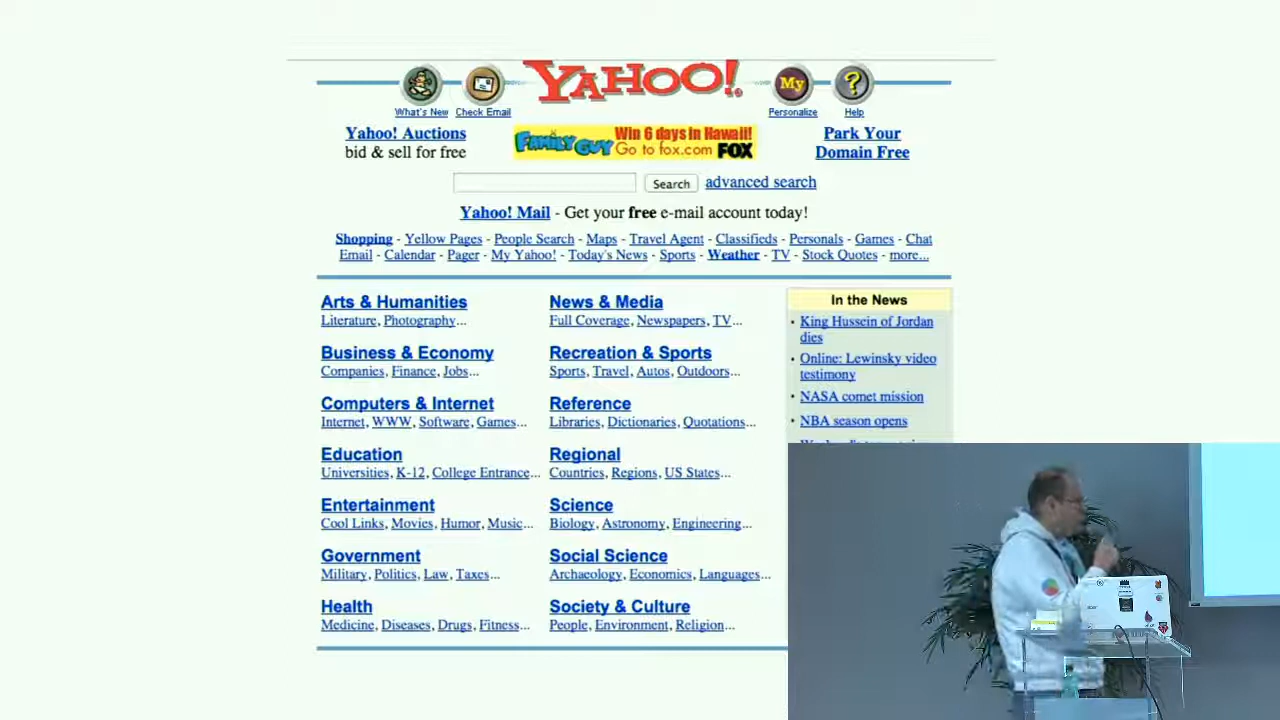 YAHOO!
My
?
What's New
Check Email
Personalize
Help
Yahoo! Auctions
bid & sell for free
FAMILY GUY
Win 6 days in Hawaii!
Go to fox.com FOX
Park Your
Domain Free
Search
advanced search
Yahoo! Mail - Get your free e-mail account today!
Shopping - Yellow Pages - People Search - Maps - Travel Agent - Classifieds - Personals - Games - Chat
Email - Calendar - Pager - My Yahoo! - Today's News - Sports - Weather - TV - Stock Quotes - more...
Arts & Humanities
Literature, Photography...
Business & Economy
Companies, Finance, Jobs...
Computers & Internet
Internet, WWW, Software, Games...
Education
Universities, K-12, College Entrance...
Entertainment
Cool Links, Movies, Humor, Music...
Government
Military, Politics, Law, Taxes...
Health
Medicine, Diseases, Drugs, Fitness...
News & Media
Full Coverage, Newspapers, TV...
Recreation & Sports
Sports, Travel, Autos, Outdoors...
Reference
Libraries, Dictionaries, Quotations...
Regional
Countries, Regions, US States...
Science
Biology, Astronomy, Engineering...
Social Science
Archaeology, Economics, Languages...
Society & Culture
People, Environment, Religion...
In the News
· King Hussein of Jordan
dies
· Online: Lewinsky video
testimony
· NASA comet mission
· NBA season opens